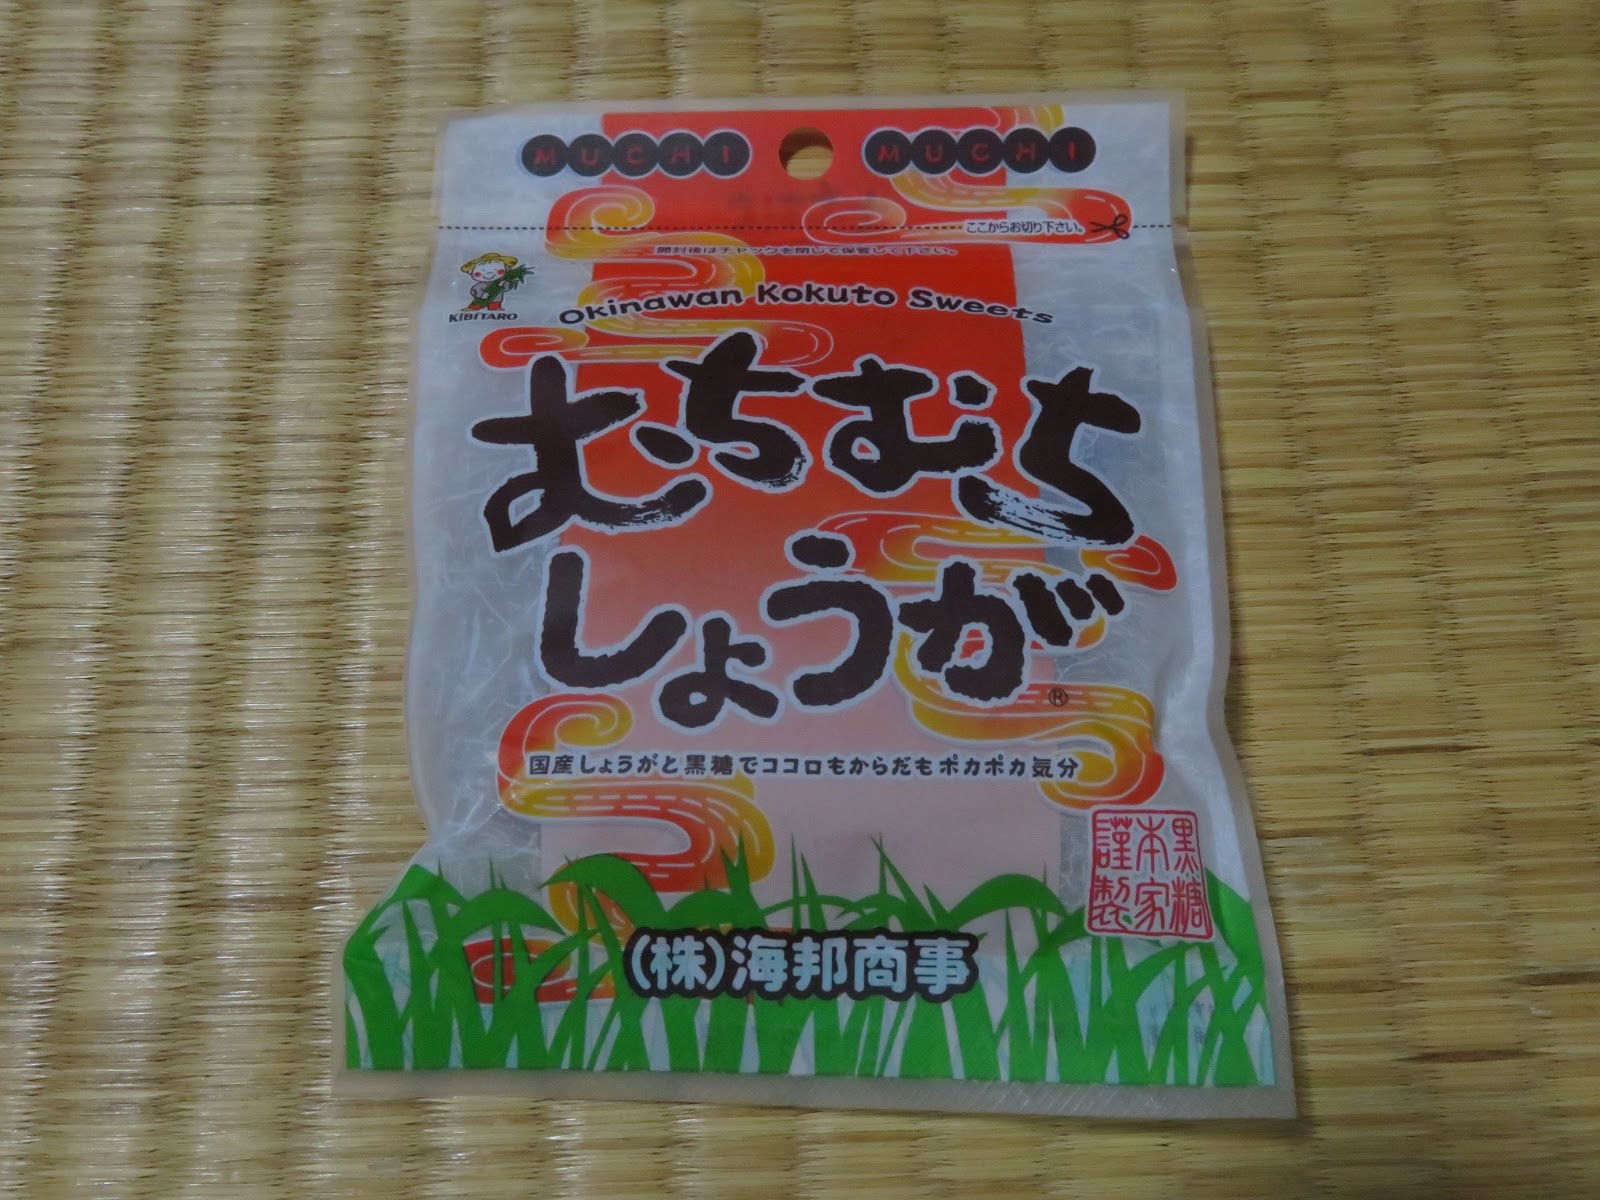 MUCHI MUCHI
ここからお切り下さい。
開封後はチャックを閉じて保管して下さい。
KiBiTARO
Okinawan Kokuto Sweets
むちむち
しょうが®
国産しょうがと黒糖でココロもからだもポカポカ気分
黒糖
本家
謹製
(株)海邦商事